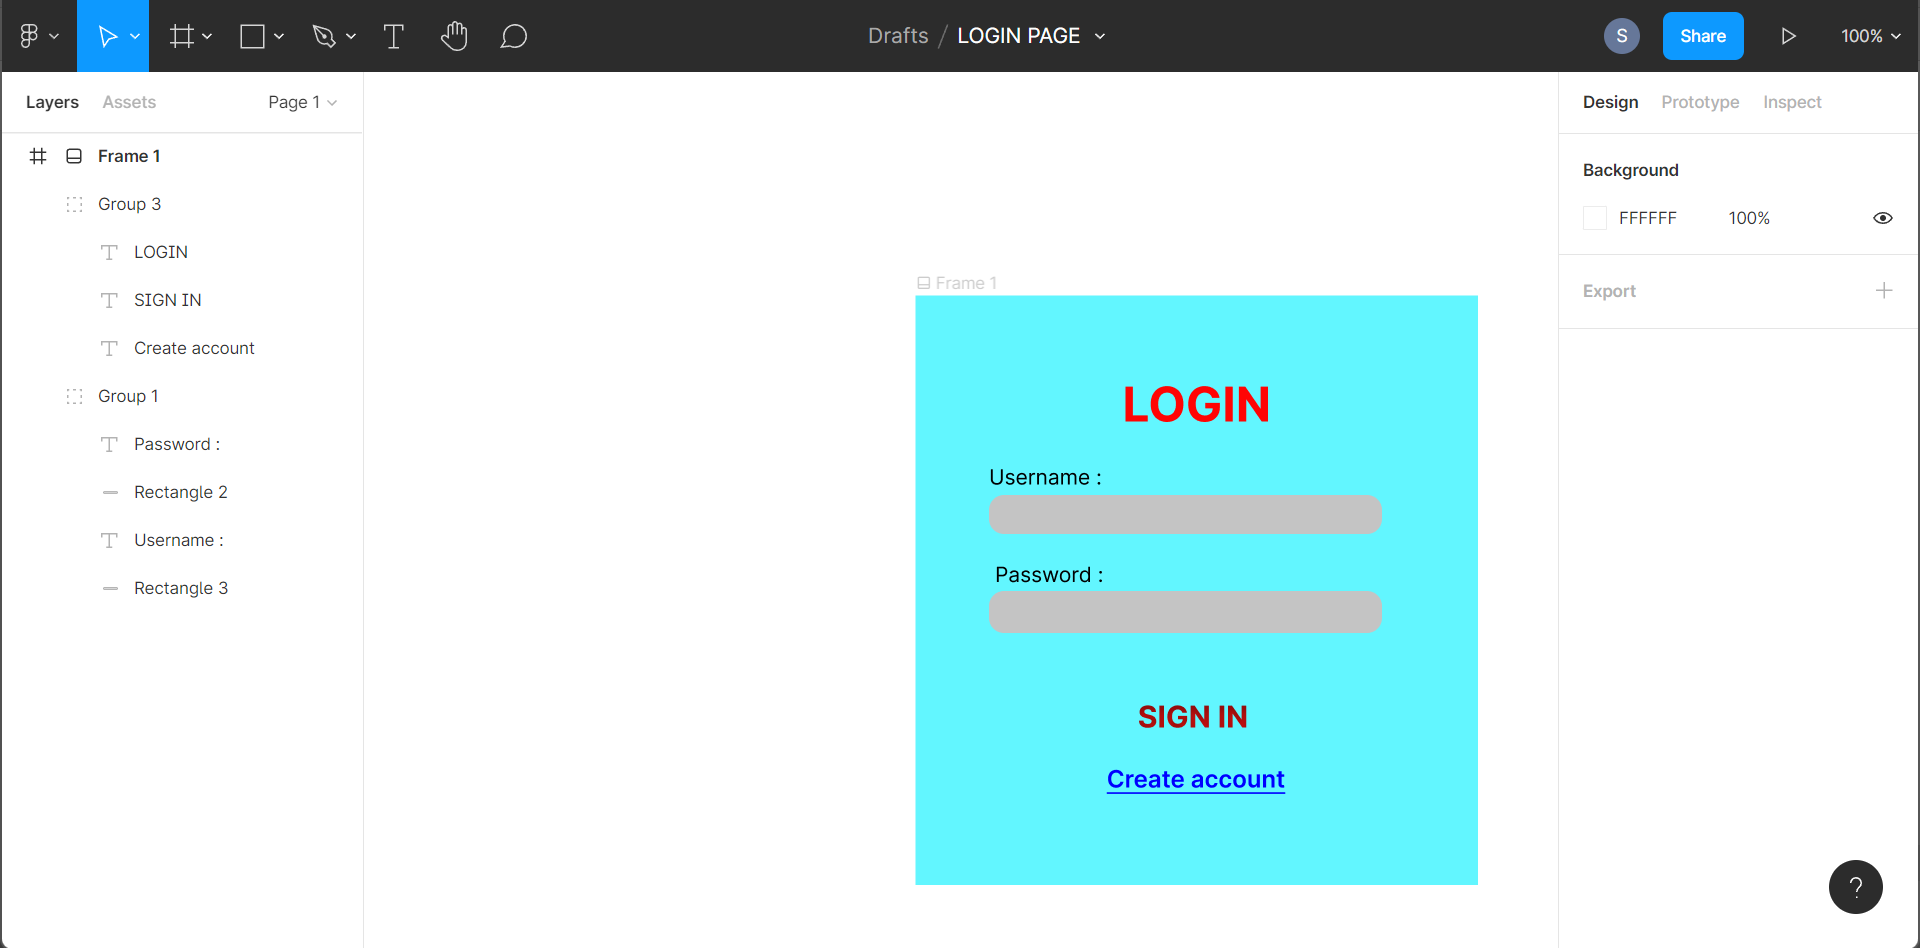 Drafts / LOGIN PAGE
S
Share
100%
Layers Assets Page 1
Frame 1
Group 3
LOGIN
SIGN IN
Create account
Group 1
Password :
Rectangle 2
Username :
Rectangle 3
Frame 1
LOGIN
Username :
Password :
SIGN IN
Create account
Design Prototype Inspect
Background
FFFFFF 100%
Export
?